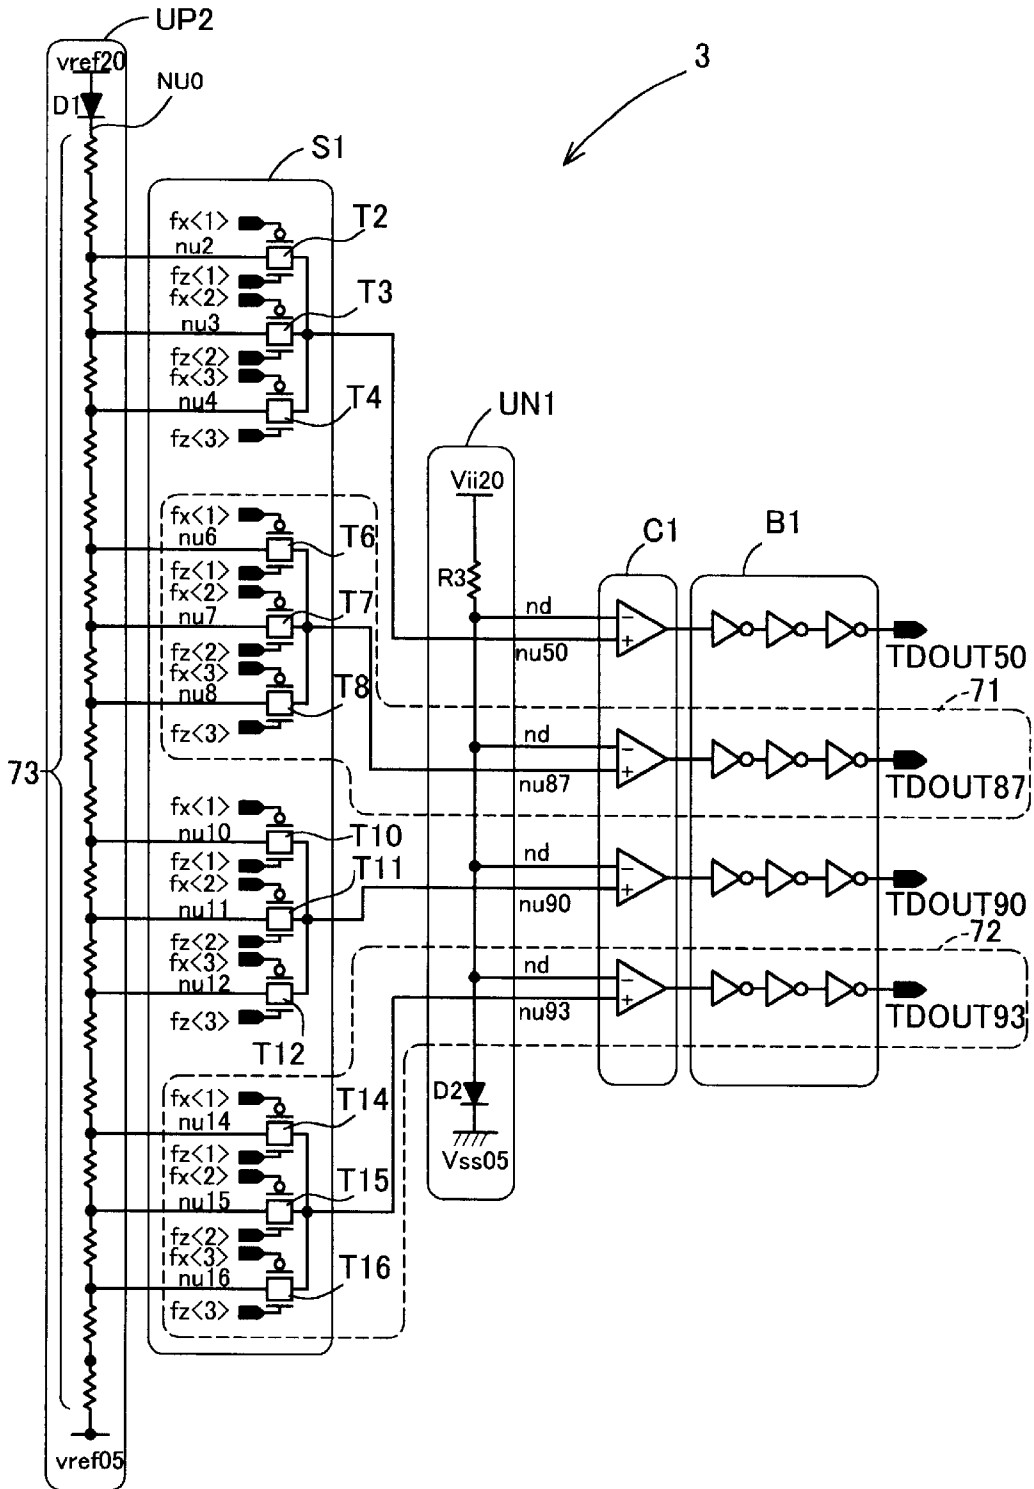 UP2
vref20
NU0
D1
3
S1
fx<1>
T2
nu2
fz<1>
fx<2>
T3
nu3
fz<2>
fx<3>
T4
nu4
fz<3>
UN1
Vii20
fx<1>
T6
nu6
fz<1>
fx<2>
T7
nu7
fz<2>
fx<3>
T8
nu8
fz<3>
R3
C1
B1
nd
nu50
TDOUT50
71
73
nd
nu87
TDOUT87
fx<1>
T10
nu10
fz<1>
fx<2>
T11
nu11
fz<2>
fx<3>
nu12
T12
fz<3>
nd
nu90
TDOUT90
72
nd
nu93
TDOUT93
D2
Vss05
fx<1>
T14
nu14
fz<1>
fx<2>
T15
nu15
fz<2>
fx<3>
T16
nu16
fz<3>
vref05